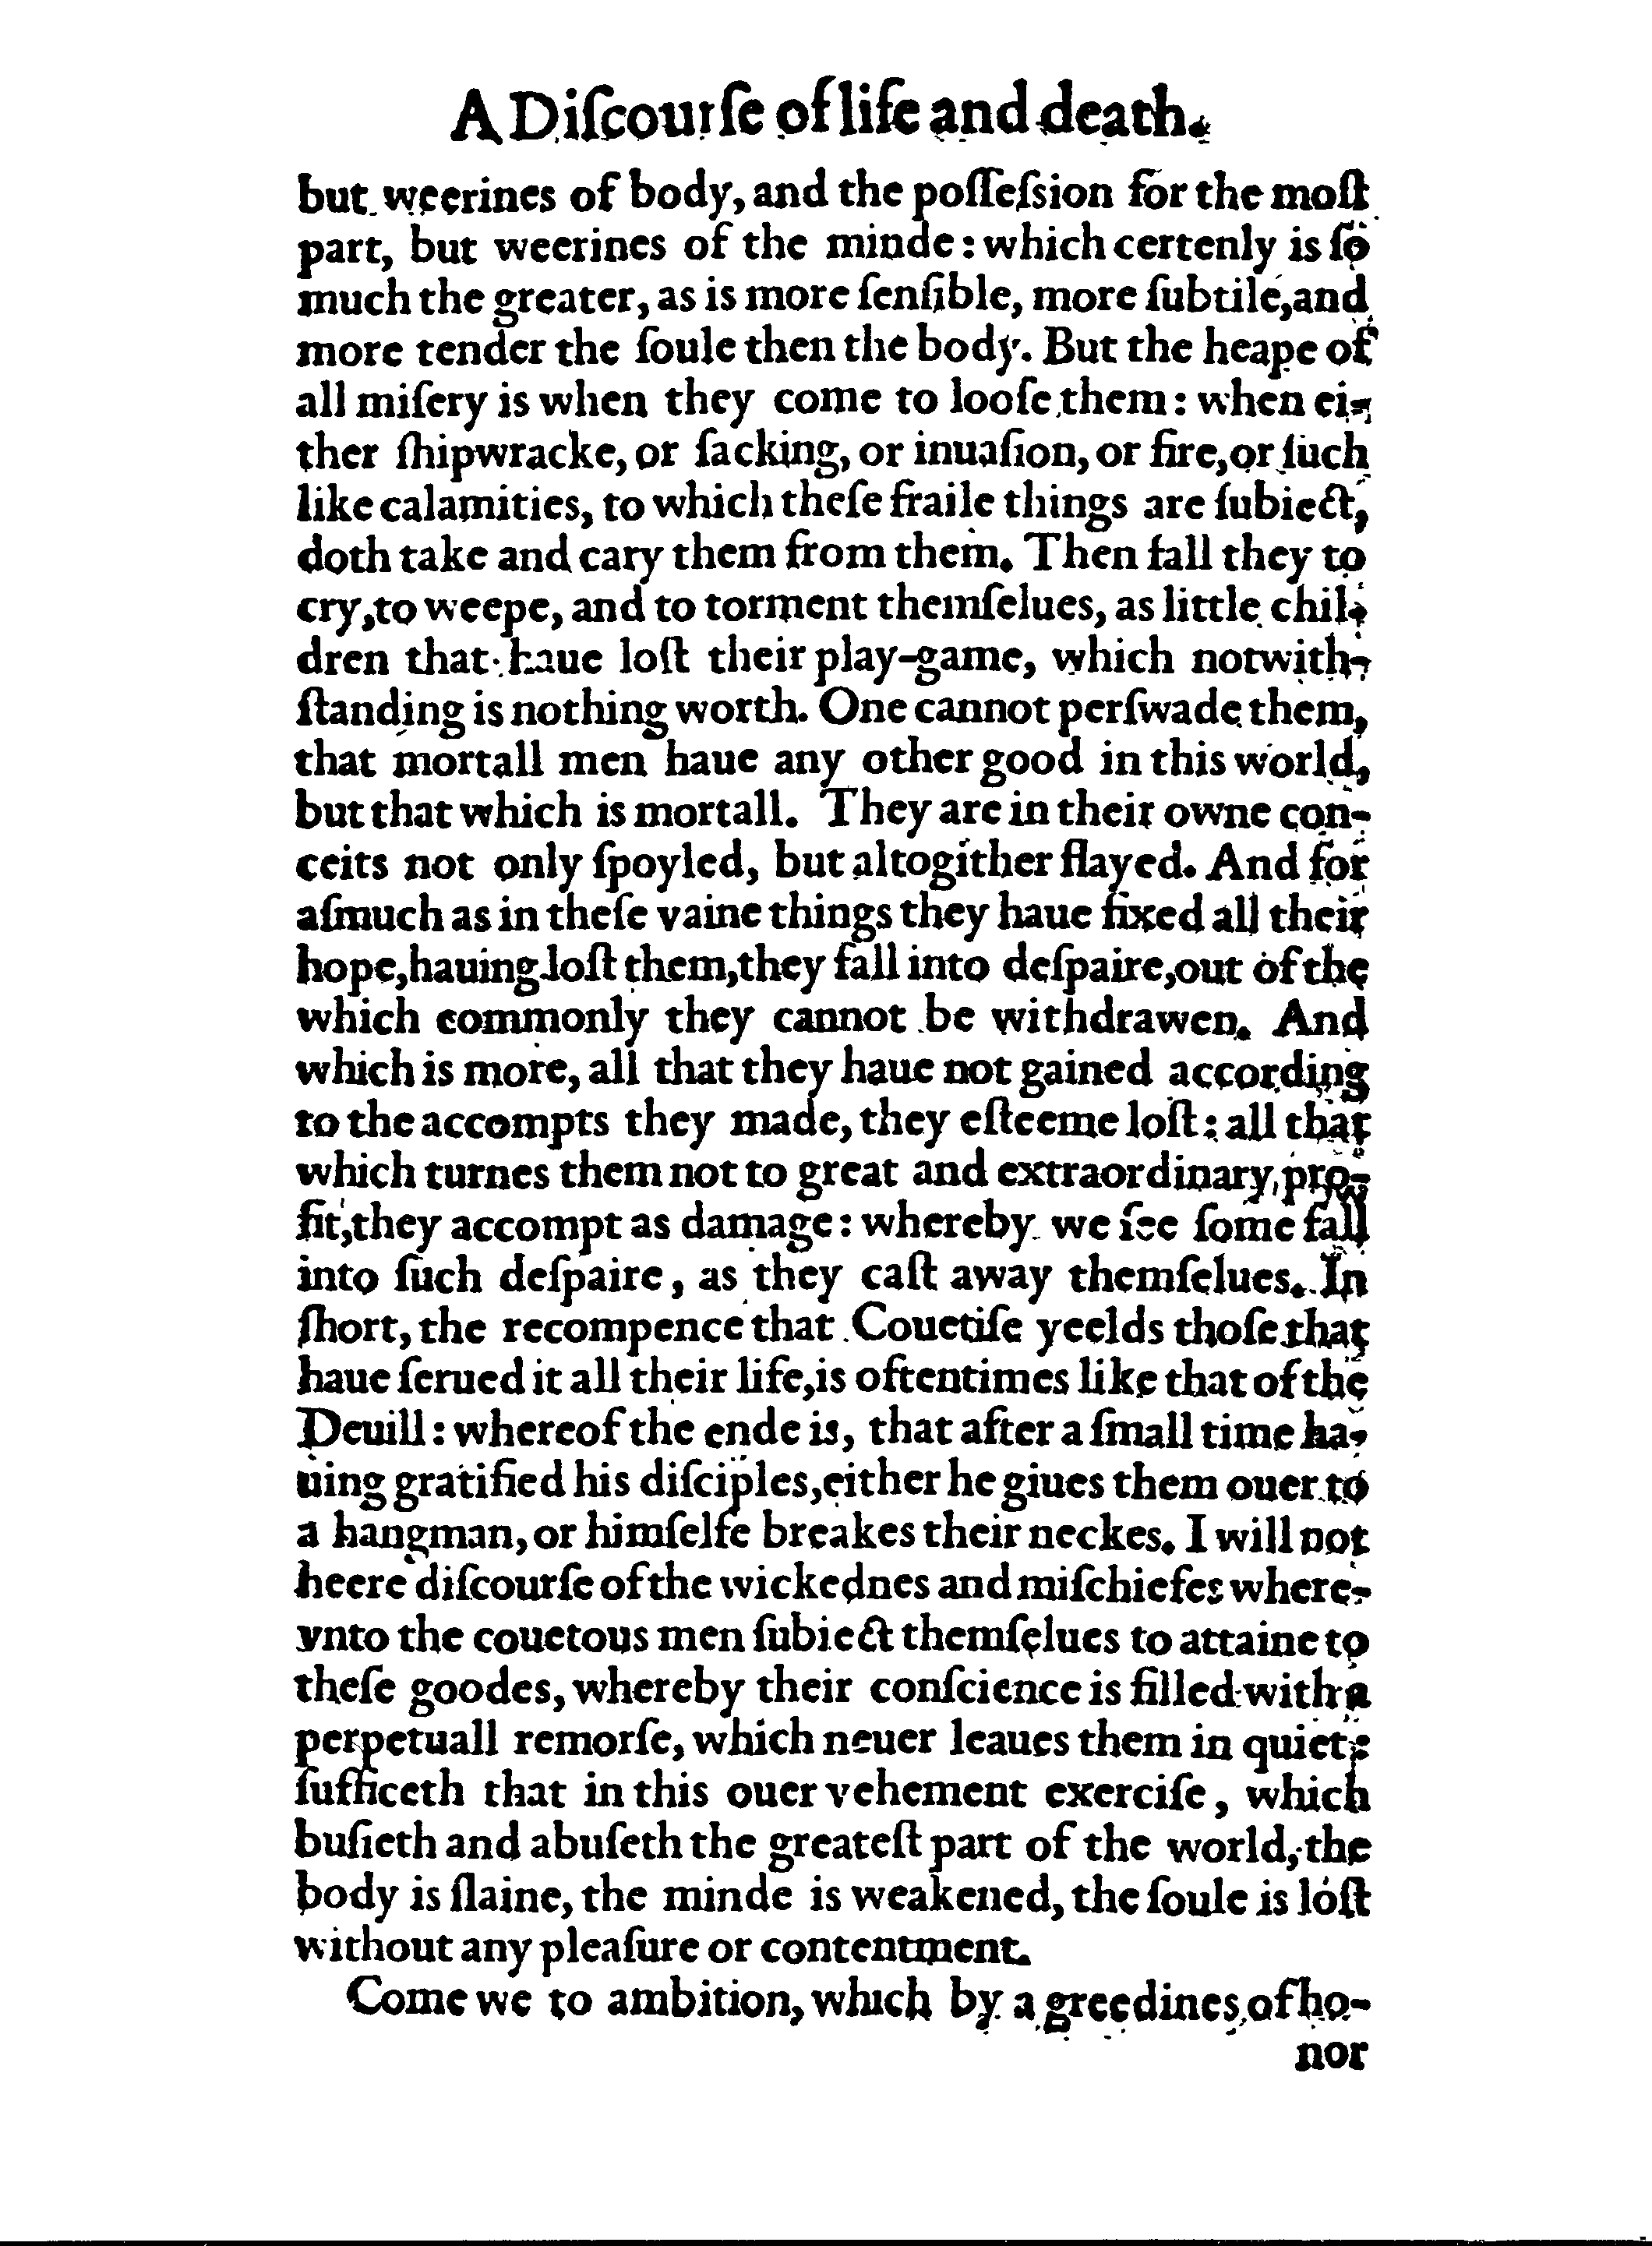 A Diſcourſe of life and death.
but weerines of body, and the poſſeſsion for the moſt
part, but weerines of the minde: which certenly is ſo
much the greater, as is more ſenſible, more ſubtile, and
more tender the ſoule then the body. But the heape of
all miſery is when they come to looſe them: when ei-
ther ſhipwracke, or ſacking, or inuaſion, or fire, or ſuch
like calamities, to which theſe fraile things are ſubiect,
doth take and cary them from them. Then fall they to
cry, to weepe, and to torment themſelues, as little chil-
dren that haue loſt their play-game, which notwith-
ſtanding is nothing worth. One cannot perſwade them,
that mortall men haue any other good in this world,
but that which is mortall. They are in their owne con-
ceits not only ſpoyled, but altogither flayed. And for
aſmuch as in theſe vaine things they haue fixed all their
hope, hauing loſt them, they fall into deſpaire, out of the
which commonly they cannot be withdrawen. And
which is more, all that they haue not gained according
to the accompts they made, they eſteeme loſt: all that
which turnes them not to great and extraordinary pro-
fit, they accompt as damage: whereby we ſee ſome fall
into ſuch deſpaire, as they caſt away themſelues. In
ſhort, the recompence that Couetiſe yeelds thoſe that
haue ſerued it all their life, is oftentimes like that of the
Deuill: whereof the ende is, that after a ſmall time ha-
uing gratified his diſciples, either he giues them ouer to
a hangman, or himſelfe breakes their neckes. I will not
heere diſcourſe of the wickednes and miſchiefes where-
vnto the couetous men ſubiect themſelues to attaine to
theſe goodes, whereby their conſcience is filled with a
perpetuall remorſe, which neuer leaues them in quiet:
ſufficeth that in this ouer vehement exerciſe, which
buſieth and abuſeth the greateſt part of the world, the
body is ſlaine, the minde is weakened, the ſoule is loſt
without any pleaſure or contentment.
Come we to ambition, which by a greedines of ho-
nor